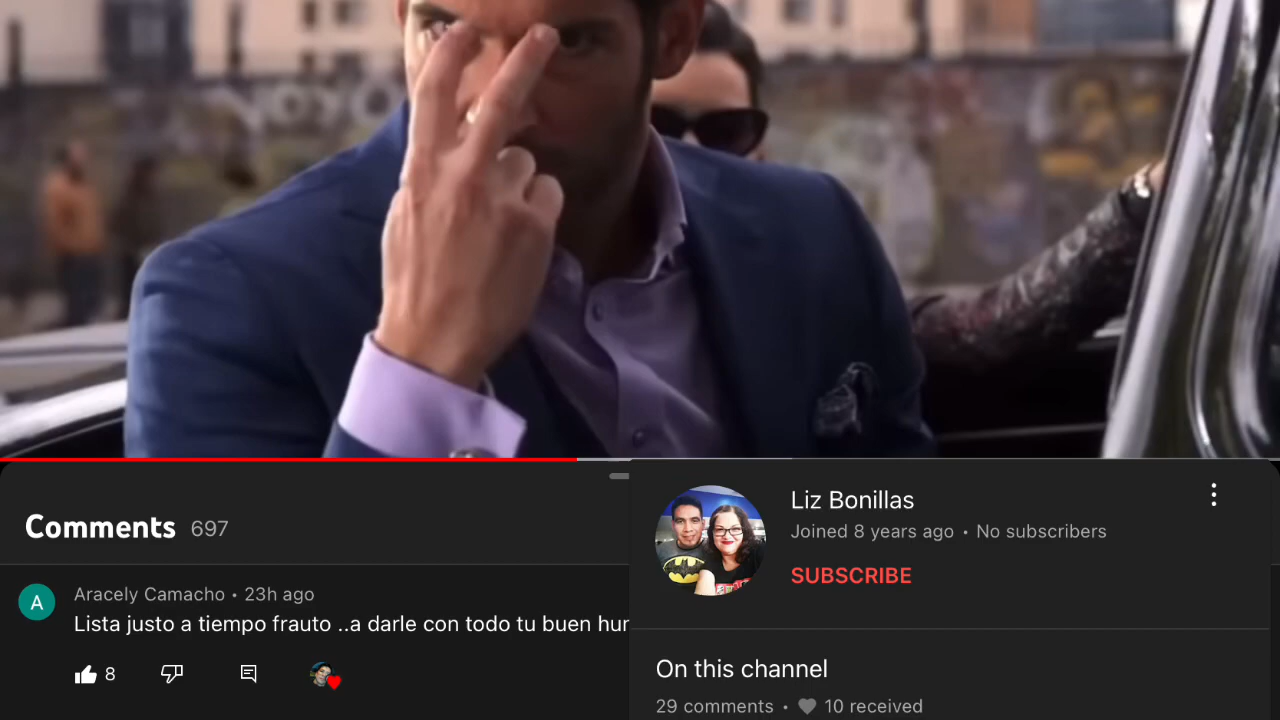 Comments 697
Aracely Camacho • 23h ago
Lista justo a tiempo frauto ..a darle con todo tu buen hur
8
Liz Bonillas
Joined 8 years ago • No subscribers
SUBSCRIBE
On this channel
29 comments • 10 received
A